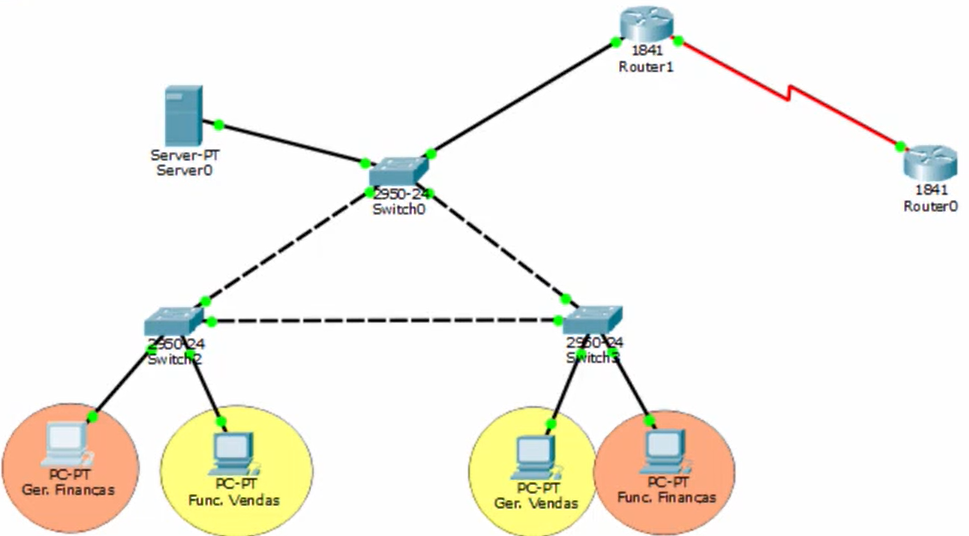 1841
Router1
Server-PT
Server0
1841
Router0
2950-24
Switch0
2950-24
Switch2
2950-24
Switch3
PC-PT
Ger. Finanças
PC-PT
Func. Vendas
PC-PT
Ger. Vendas
PC-PT
Func. Finanças